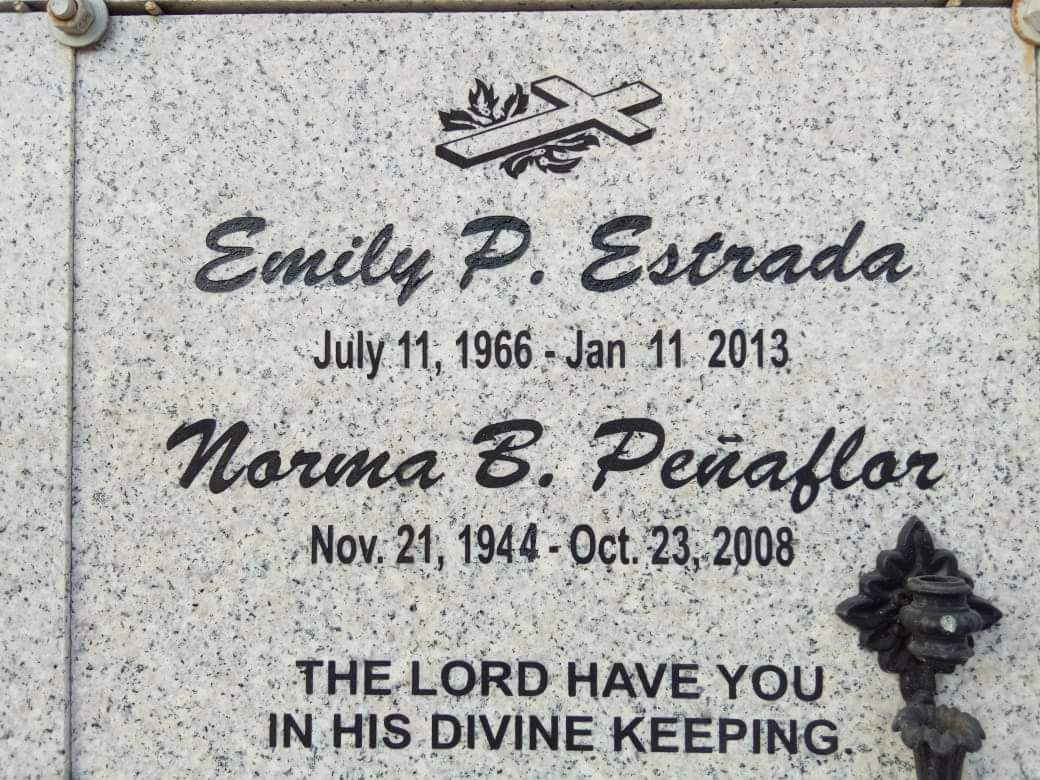 Emily P. Estrada
July 11, 1966 - Jan 11 2013
Norma B. Peñaflor
Nov. 21, 1944 - Oct. 23, 2008
THE LORD HAVE YOU
IN HIS DIVINE KEEPING.